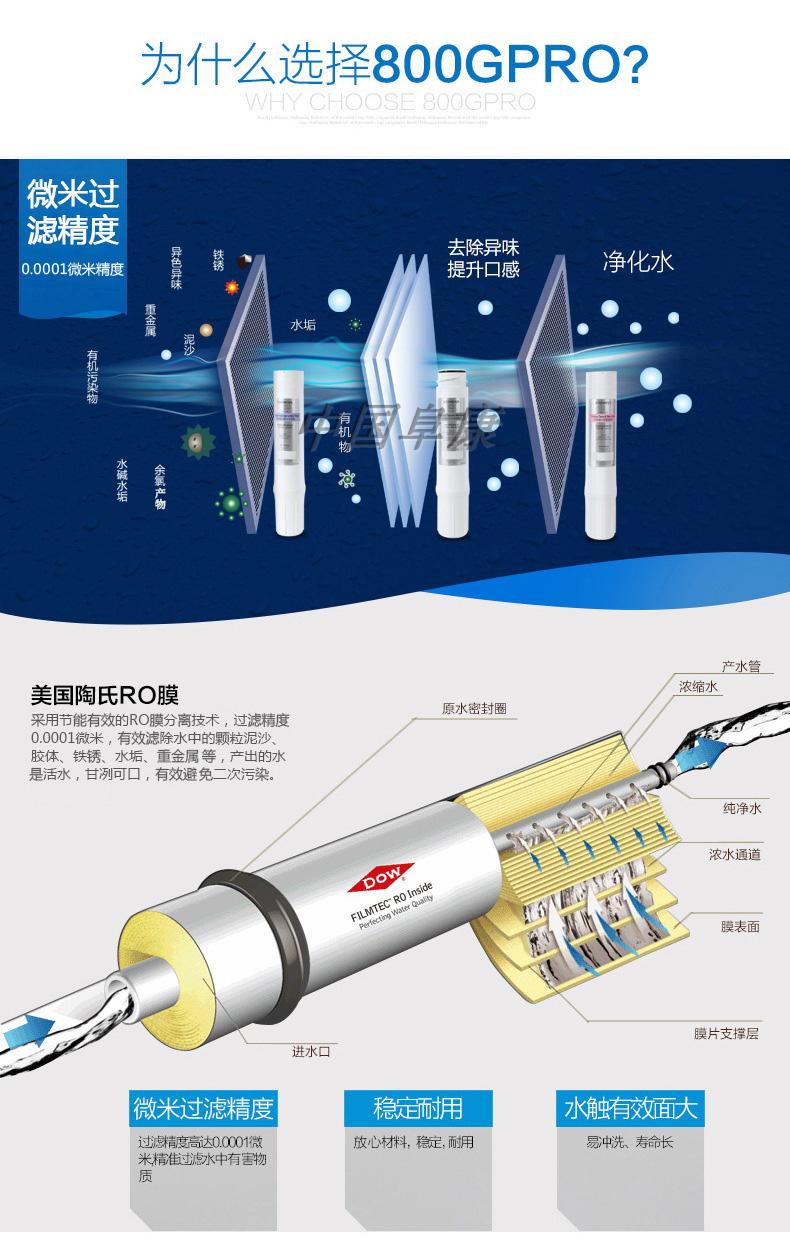 为什么选择800GPRO?
WHY CHOOSE 800GPRO
微米过
滤精度
0.0001微米精度
异色异味
铁锈
重金属
泥沙
有机污染物
水碱水垢
余氯产物
水垢
有机物
去除异味
提升口感
净化水
中国卓康
美国陶氏RO膜
采用节能有效的RO膜分离技术，过滤精度
0.0001微米，有效滤除水中的颗粒泥沙、
胶体、铁锈、水垢、重金属 等，产出的水
是活水，甘冽可口，有效避免二次污染。
产水管
浓缩水
原水密封圈
纯净水
浓水通道
膜表面
膜片支撑层
进水口
DOW
FILMTEC™ RO Inside
Perfecting Water Quality
微米过滤精度
过滤精度高达0.0001微
米,精准过滤水中有害物
质
稳定耐用
放心材料, 稳定, 耐用
水触有效面大
易冲洗、寿命长